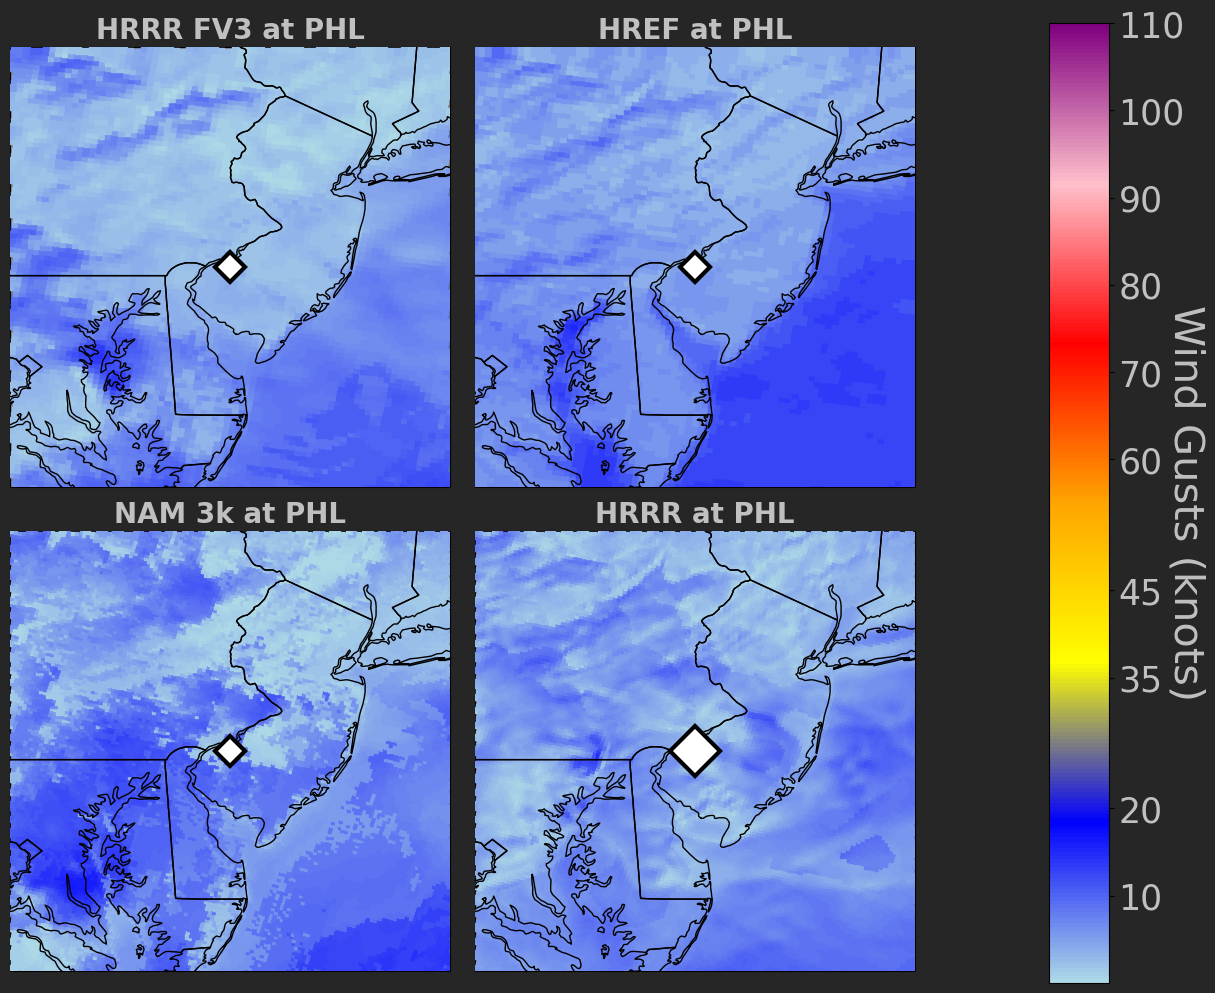 HRRR FV3 at PHL
HREF at PHL
NAM 3k at PHL
HRRR at PHL
110
100
90
80
70
60
45
35
20
10
Wind Gusts (knots)